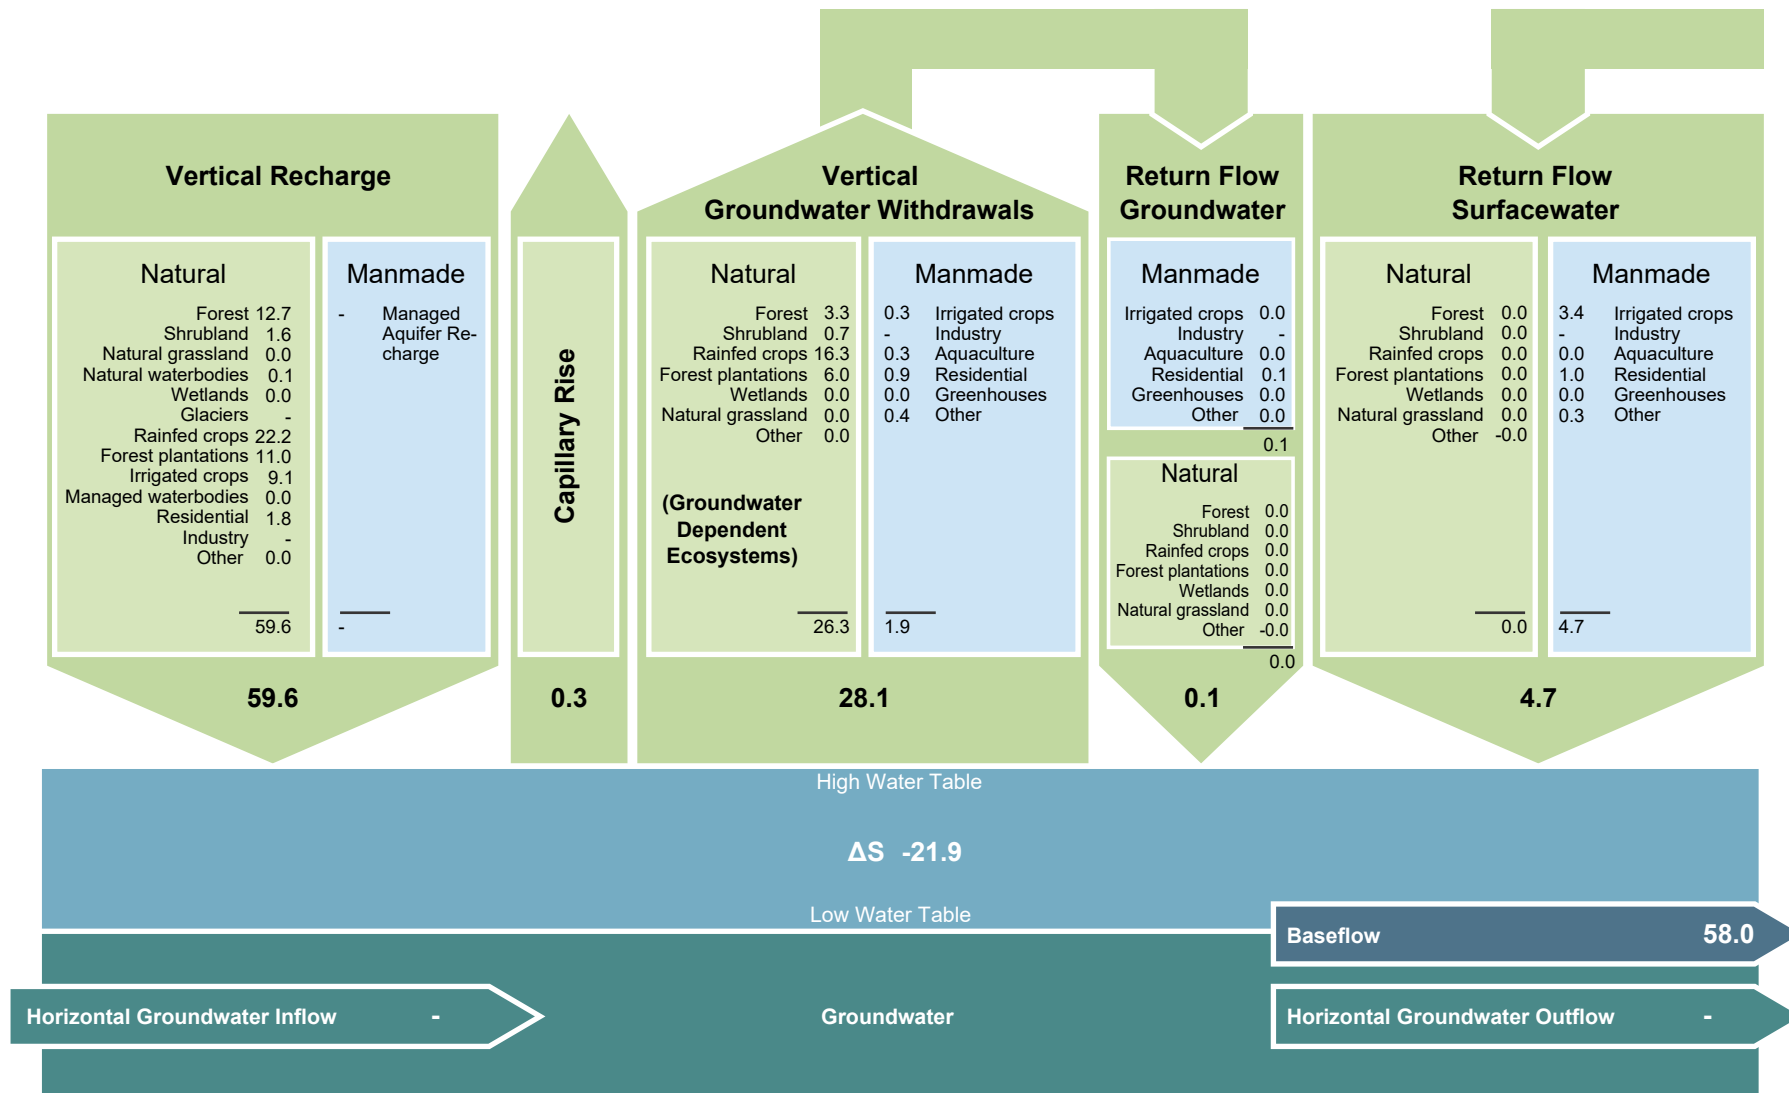 Vertical Recharge
Natural
Forest 12.7
Shrubland 1.6
Natural grassland 0.0
Natural waterbodies 0.1
Wetlands 0.0
Glaciers -
Rainfed crops 22.2
Forest plantations 11.0
Irrigated crops 9.1
Managed waterbodies 0.0
Residential 1.8
Industry -
Other 0.0
59.6
Manmade
- Managed
Aquifer Re-
charge
-
59.6
Capillary Rise
0.3
Vertical
Groundwater Withdrawals
Natural
Forest 3.3
Shrubland 0.7
Rainfed crops 16.3
Forest plantations 6.0
Wetlands 0.0
Natural grassland 0.0
Other 0.0
(Groundwater
Dependent
Ecosystems)
26.3
Manmade
0.3 Irrigated crops
- Industry
0.3 Aquaculture
0.9 Residential
0.0 Greenhouses
0.4 Other
1.9
28.1
Return Flow
Groundwater
Manmade
Irrigated crops 0.0
Industry -
Aquaculture 0.0
Residential 0.1
Greenhouses 0.0
Other 0.0
0.1
Natural
Forest 0.0
Shrubland 0.0
Rainfed crops 0.0
Forest plantations 0.0
Wetlands 0.0
Natural grassland 0.0
Other -0.0
0.0
0.1
Return Flow
Surfacewater
Natural
Forest 0.0
Shrubland 0.0
Rainfed crops 0.0
Forest plantations 0.0
Wetlands 0.0
Natural grassland 0.0
Other -0.0
0.0
Manmade
3.4 Irrigated crops
- Industry
0.0 Aquaculture
1.0 Residential
0.0 Greenhouses
0.3 Other
4.7
4.7
High Water Table
ΔS -21.9
Low Water Table
Baseflow 58.0
Horizontal Groundwater Inflow -
Groundwater
Horizontal Groundwater Outflow -